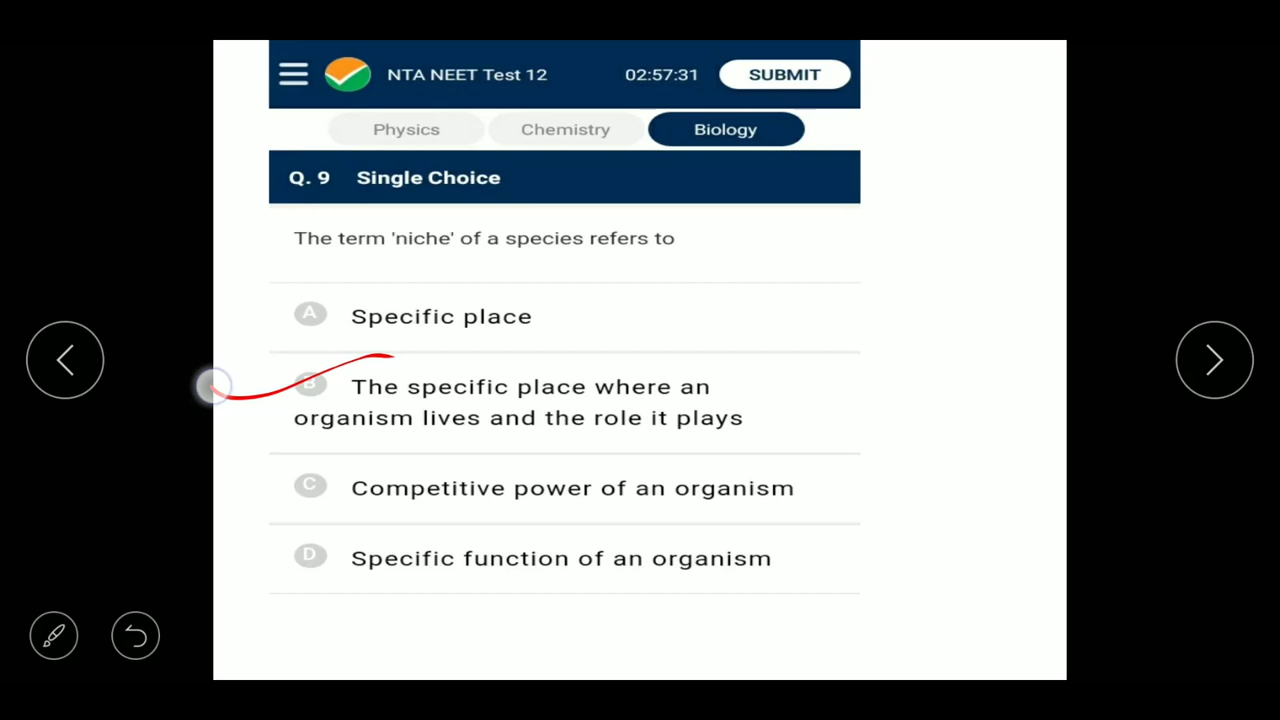 NTA NEET Test 12 02:57:31 SUBMIT
Physics Chemistry Biology
Q. 9 Single Choice
The term 'niche' of a species refers to
A Specific place
B The specific place where an
organism lives and the role it plays
C Competitive power of an organism
D Specific function of an organism